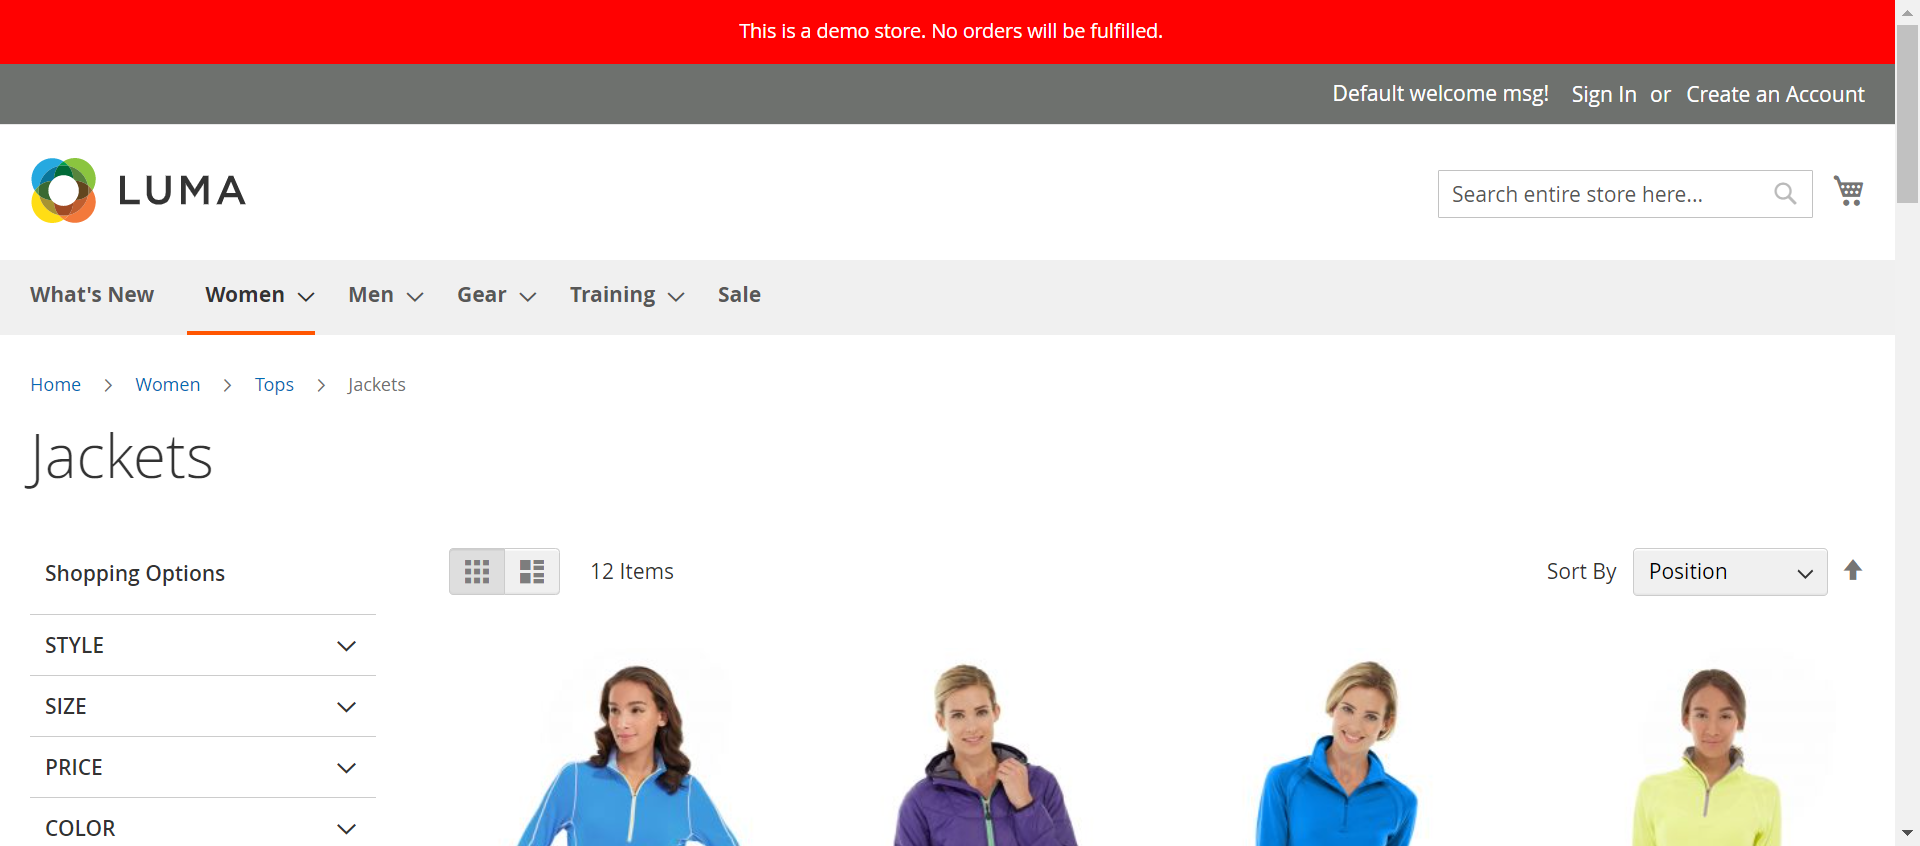 This is a demo store. No orders will be fulfilled.
Default welcome msg! Sign In or Create an Account
LUMA
Search entire store here...
What's New Women Men Gear Training Sale
Home Women Tops Jackets
Jackets
Shopping Options
12 Items
Sort By Position
STYLE
SIZE
PRICE
COLOR